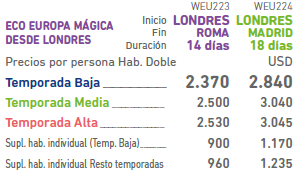 WEU223 WEU224
ECO EUROPA MÁGICA Inicio LONDRES LONDRES
DESDE LONDRES Fin ROMA MADRID
Duración 14 días 18 días
Precios por persona Hab. Doble USD
Temporada Baja 2.370 2.840
Temporada Media 2.500 3.040
Temporada Alta 2.530 3.045
Supl. hab. individual (Temp. Baja) 900 1.170
Supl. hab. individual Resto temporadas 960 1.235